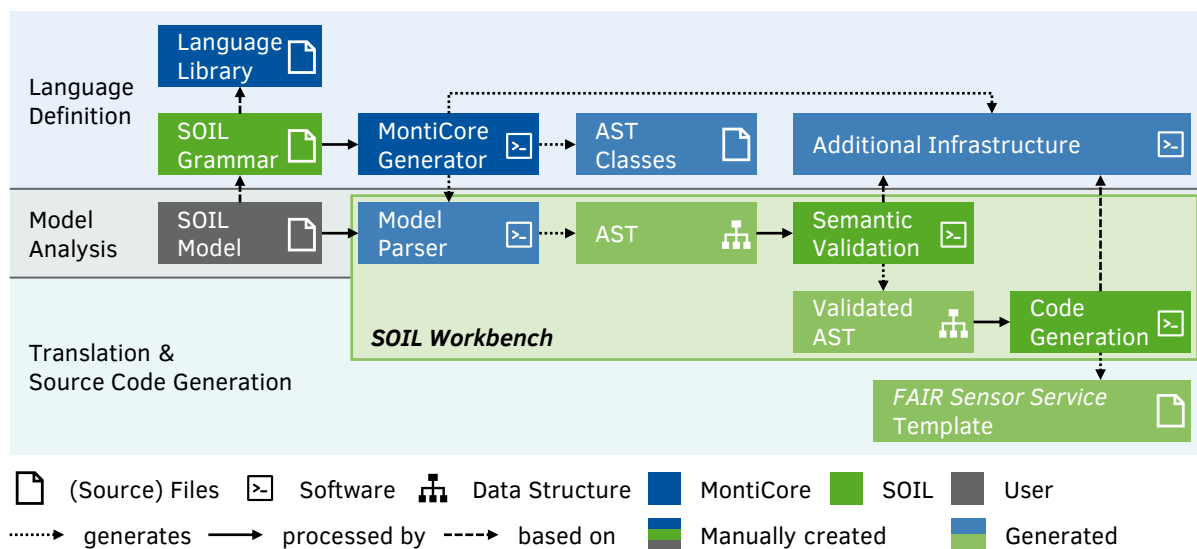 Language
Definition
Language
Library
SOIL
Grammar
MontiCore
Generator
AST
Classes
Additional Infrastructure
Model
Analysis
SOIL
Model
Model
Parser
AST
Semantic
Validation
Validated
AST
Code
Generation
SOIL Workbench
Translation &
Source Code Generation
FAIR Sensor Service
Template
(Source) Files
Software
Data Structure
MontiCore
SOIL
User
generates
processed by
based on
Manually created
Generated